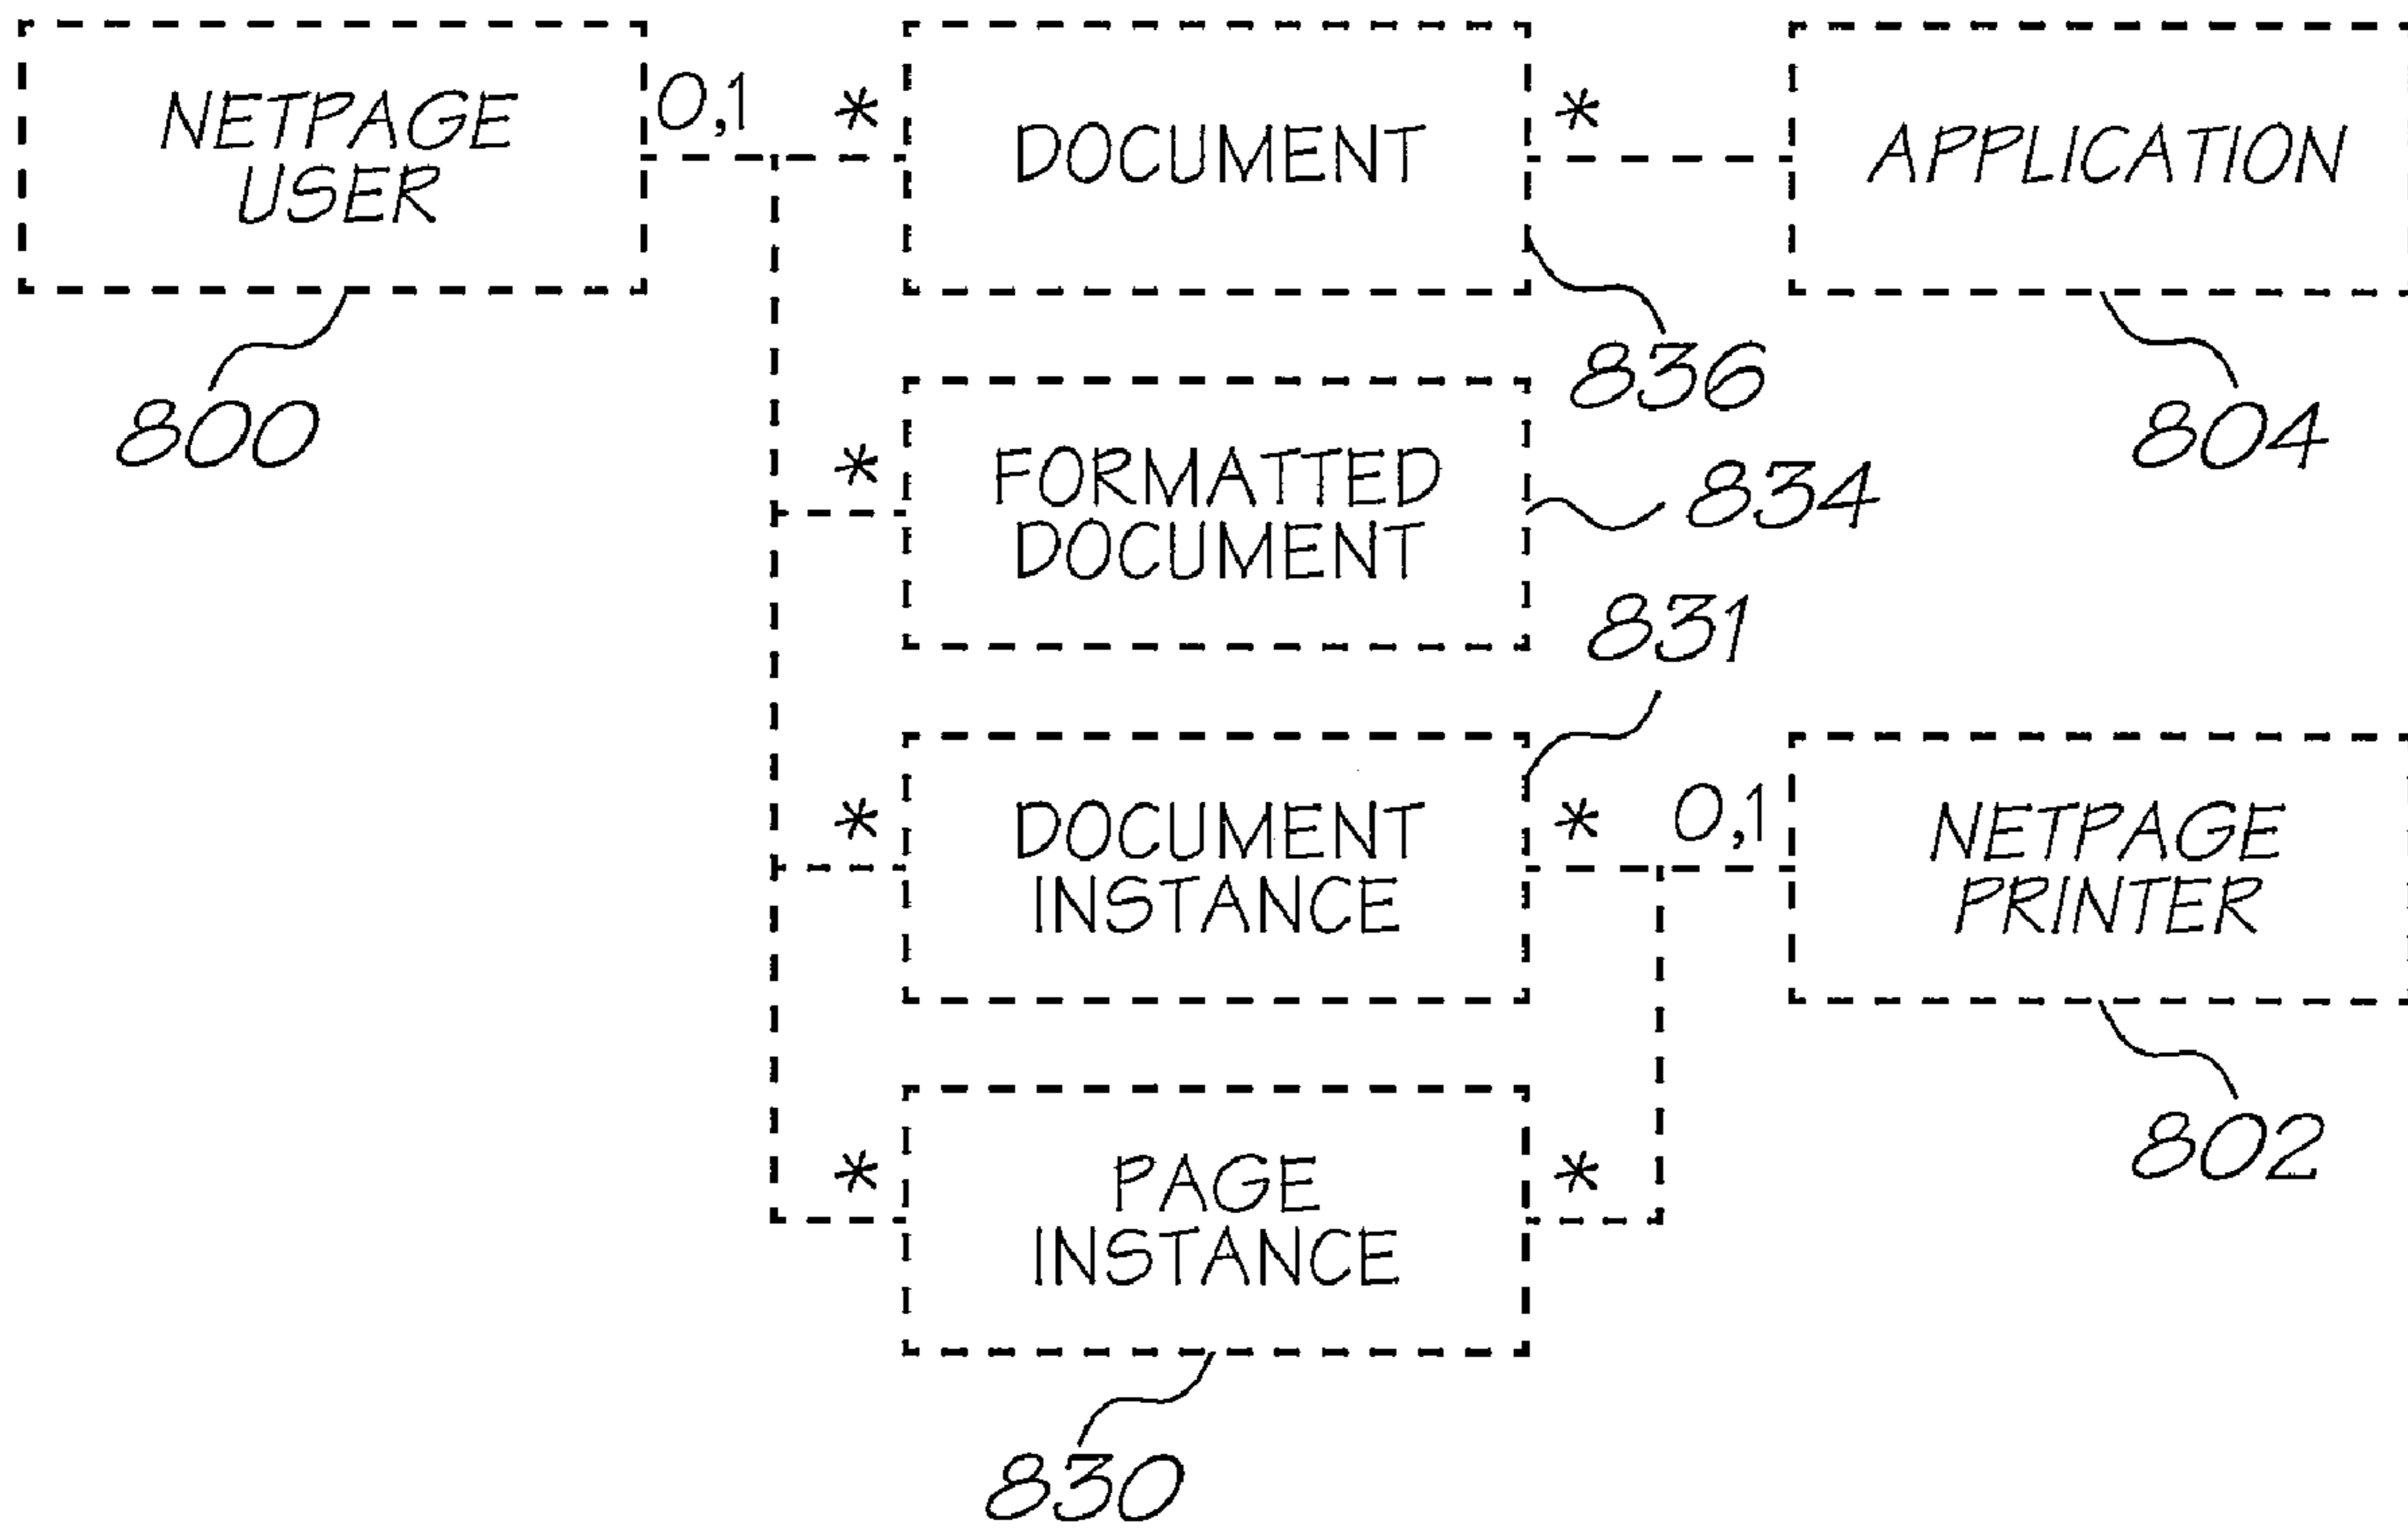 NETPAGE
USER
0,1
*
DOCUMENT
*
APPLICATION
800
836
804
*
FORMATTED
DOCUMENT
834
831
*
DOCUMENT
INSTANCE
*
0,1
NETPAGE
PRINTER
802
*
PAGE
INSTANCE
*
830